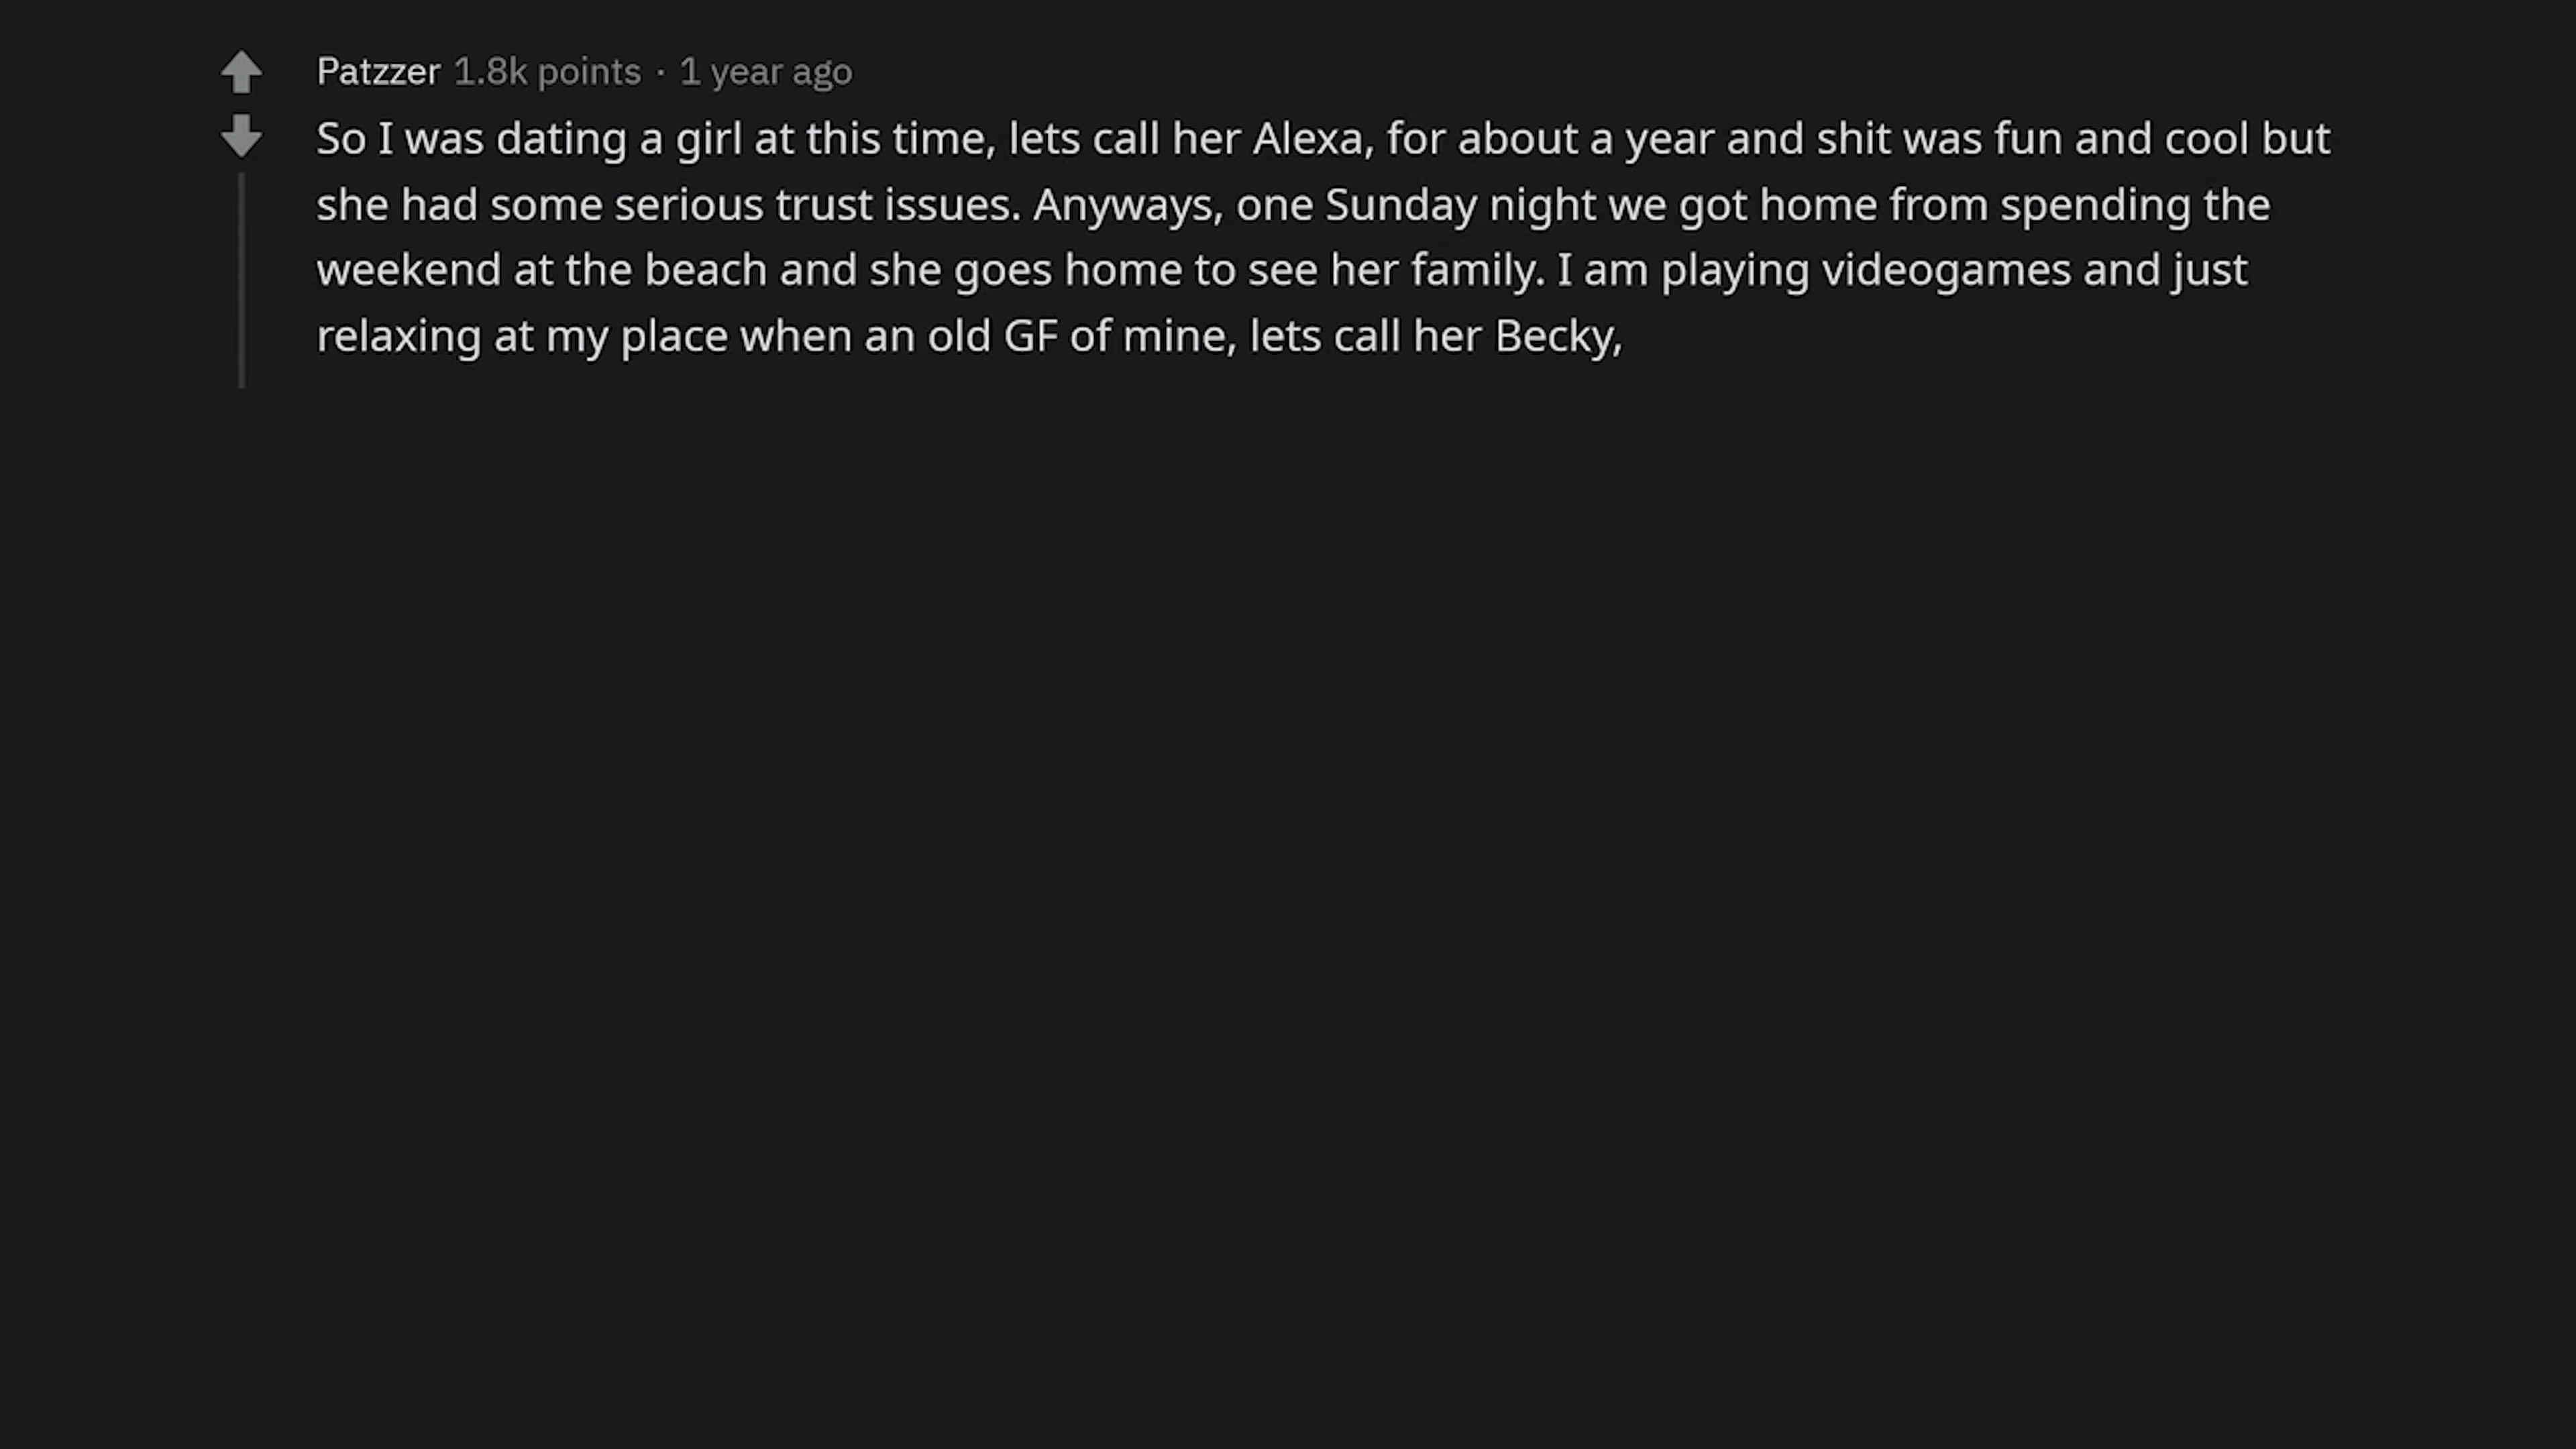 Patzzer 1.8k points · 1 year ago
So I was dating a girl at this time, lets call her Alexa, for about a year and shit was fun and cool but
she had some serious trust issues. Anyways, one Sunday night we got home from spending the
weekend at the beach and she goes home to see her family. I am playing videogames and just
relaxing at my place when an old GF of mine, lets call her Becky,